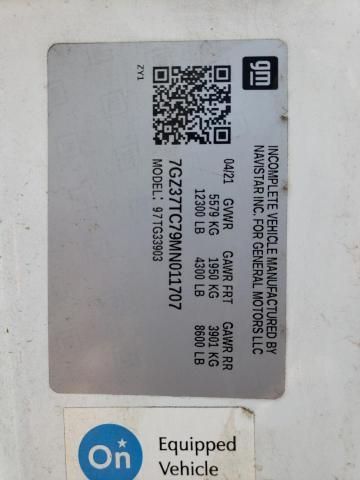 gm
INCOMPLETE VEHICLE MANUFACTURED BY
NAVISTAR INC. FOR GENERAL MOTORS LLC
04/21 GVWR GAWR FRT GAWR RR
5579 KG 1950 KG 3901 KG
12300 LB 4300 LB 8600 LB
7GZ37TC79MN011707
MODEL: 97TG33903
ZY1
On Equipped
Vehicle